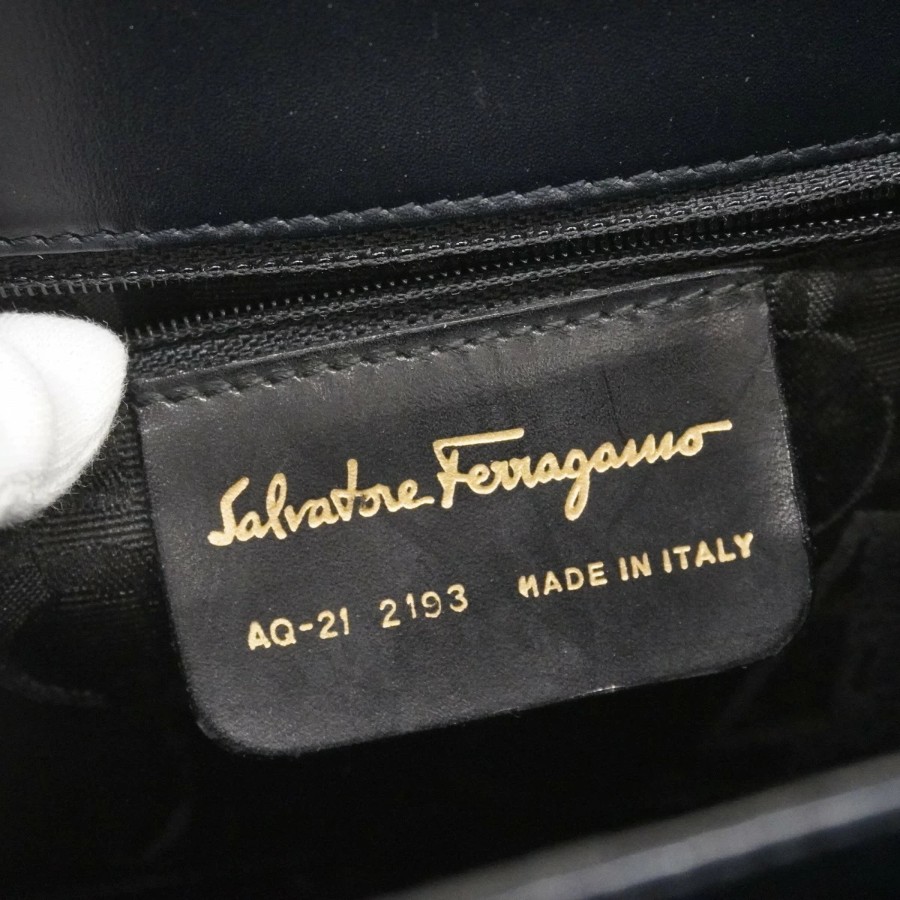 Salvatore Ferragamo
AQ-21 2193 MADE IN ITALY